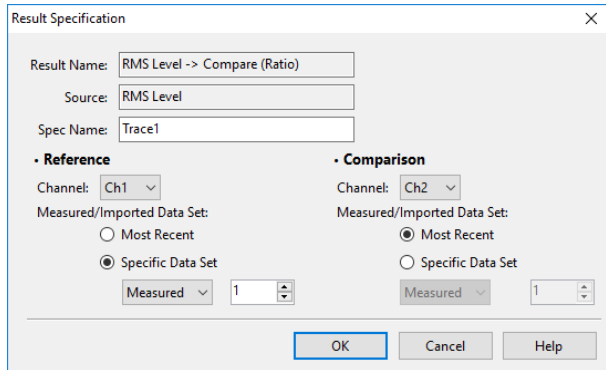 Result Specification
Result Name: RMS Level -> Compare (Ratio)
Source: RMS Level
Spec Name: Trace1
• Reference
Channel: Ch1
Measured/Imported Data Set:
Most Recent
Specific Data Set
Measured 1
• Comparison
Channel: Ch2
Measured/Imported Data Set:
Most Recent
Specific Data Set
Measured 1
OK Cancel Help